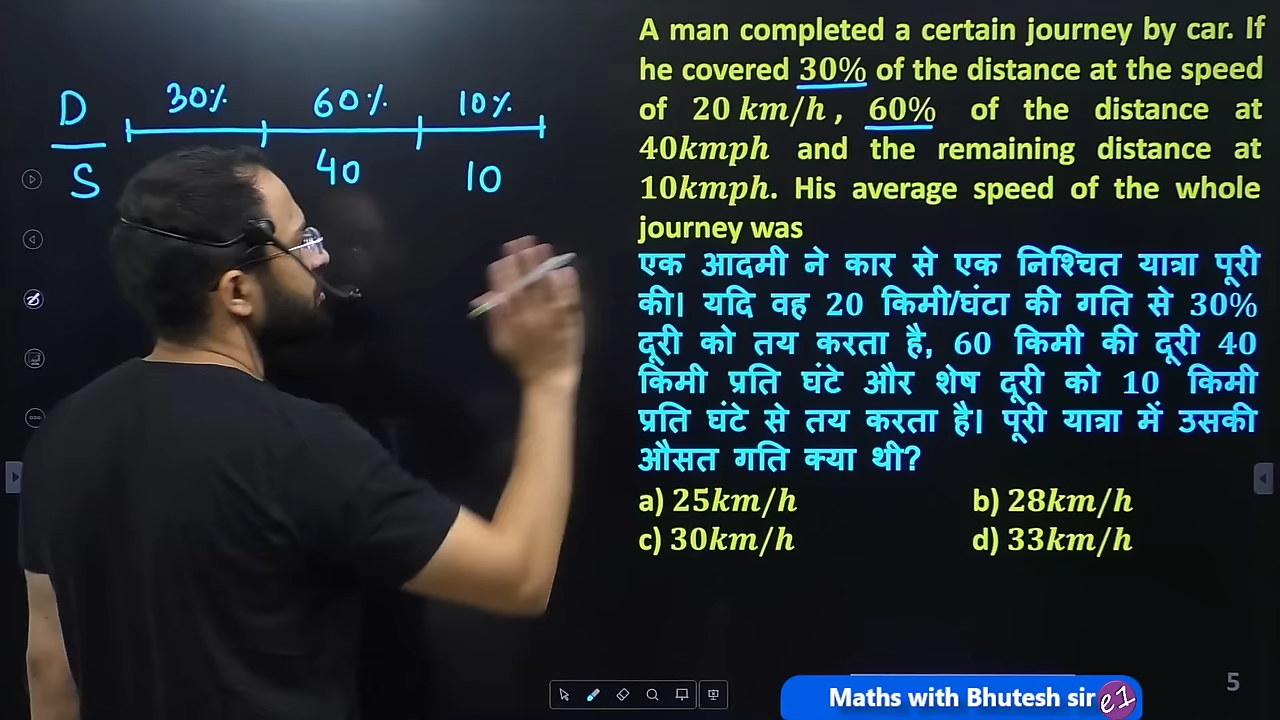 D 30% 60% 10%
S 40 10
A man completed a certain journey by car. If
he covered 30% of the distance at the speed
of 20 km/h, 60% of the distance at
40kmph and the remaining distance at
10kmph. His average speed of the whole
journey was
एक आदमी ने कार से एक निश्चित यात्रा पूरी
की। यदि वह 20 किमी/घंटा की गति से 30%
दूरी को तय करता है, 60 किमी की दूरी 40
किमी प्रति घंटे और शेष दूरी को 10 किमी
प्रति घंटे से तय करता है। पूरी यात्रा में उसकी
औसत गति क्या थी?
a) 25km/h b) 28km/h
c) 30km/h d) 33km/h
Maths with Bhutesh sir e1
5